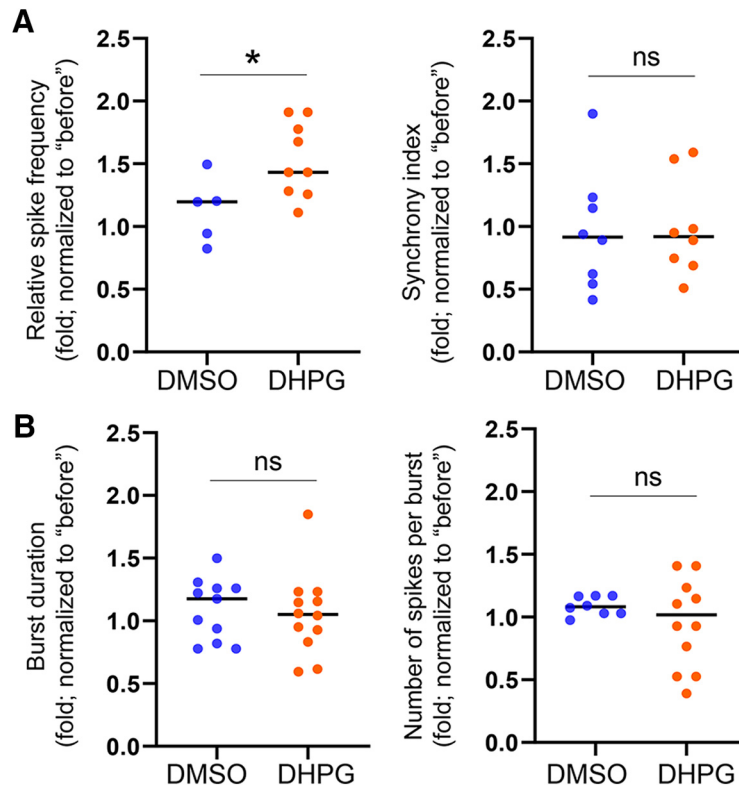 A
Relative spike frequency
(fold; normalized to “before”)
2.5
2.0
1.5
1.0
0.5
0.0
*
DMSO DHPG
Synchrony index
(fold; normalized to “before”)
2.5
2.0
1.5
1.0
0.5
0.0
ns
DMSO DHPG
B
Burst duration
(fold; normalized to “before”)
2.5
2.0
1.5
1.0
0.5
0.0
ns
DMSO DHPG
Number of spikes per burst
(fold; normalized to “before”)
2.5
2.0
1.5
1.0
0.5
0.0
ns
DMSO DHPG